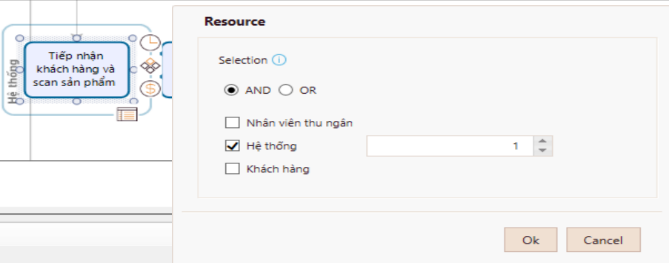 Hệ thống
Tiếp nhận
khách hàng và
scan sản phẩm
Resource
Selection
AND
OR
Nhân viên thu ngân
Hệ thống
1
Khách hàng
Ok
Cancel